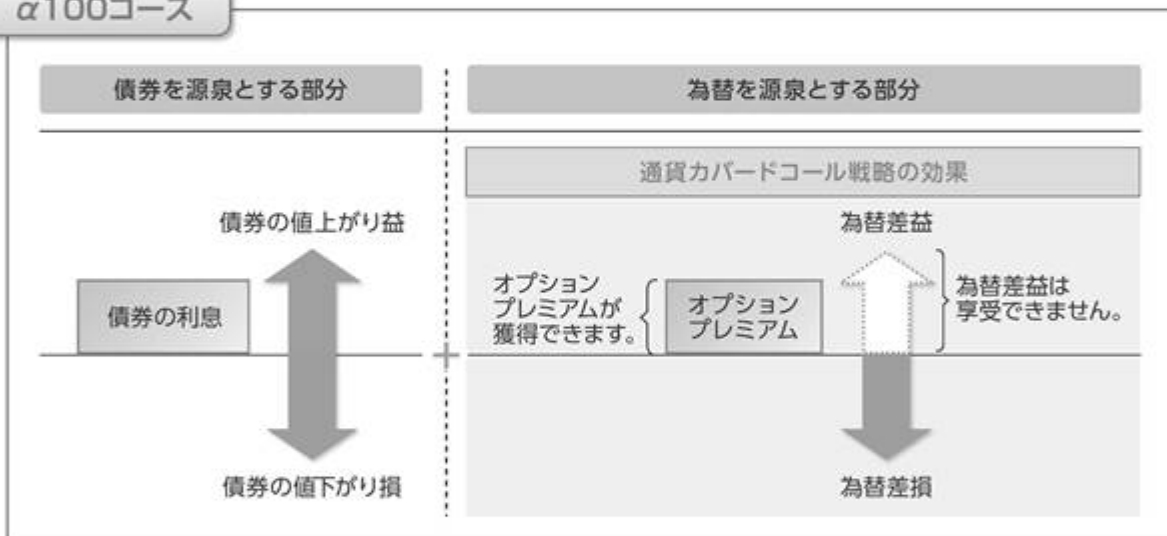 α100コース
債券を源泉とする部分
為替を源泉とする部分
通貨カバードコール戦略の効果
債券の値上がり益
債券の利息
債券の値下がり損
為替差益
オプション
プレミアムが
獲得できます。
オプション
プレミアム
為替差益は
享受できません。
為替差損